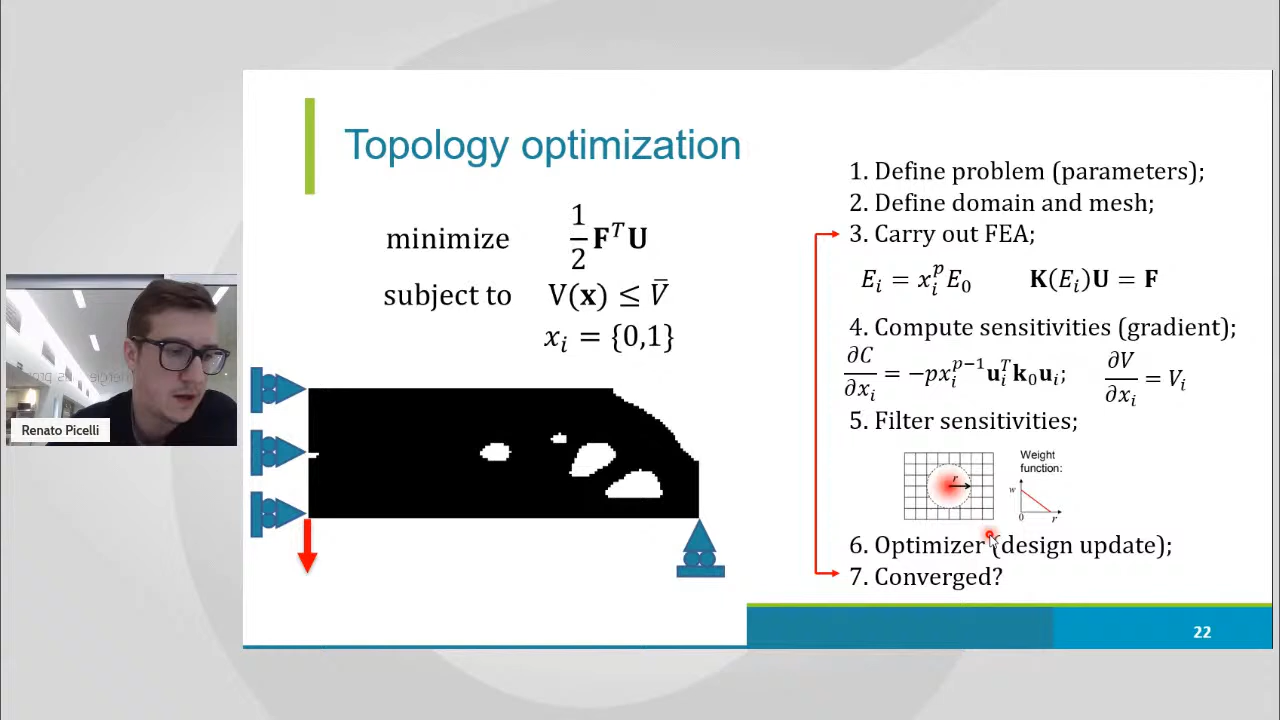 Topology optimization
minimize ½ F^T U
subject to V(x) ≤ V̄
x_i = {0,1}
1. Define problem (parameters);
2. Define domain and mesh;
3. Carry out FEA;
E_i = x_i^p E_0 K(E_i)U = F
4. Compute sensitivities (gradient);
∂C/∂x_i = −px_i^{p−1} u_i^T k_0 u_i; ∂V/∂x_i = V_i
5. Filter sensitivities;
r
Weight
function:
w
0 r
6. Optimizer (design update);
7. Converged?
22
Renato Picelli